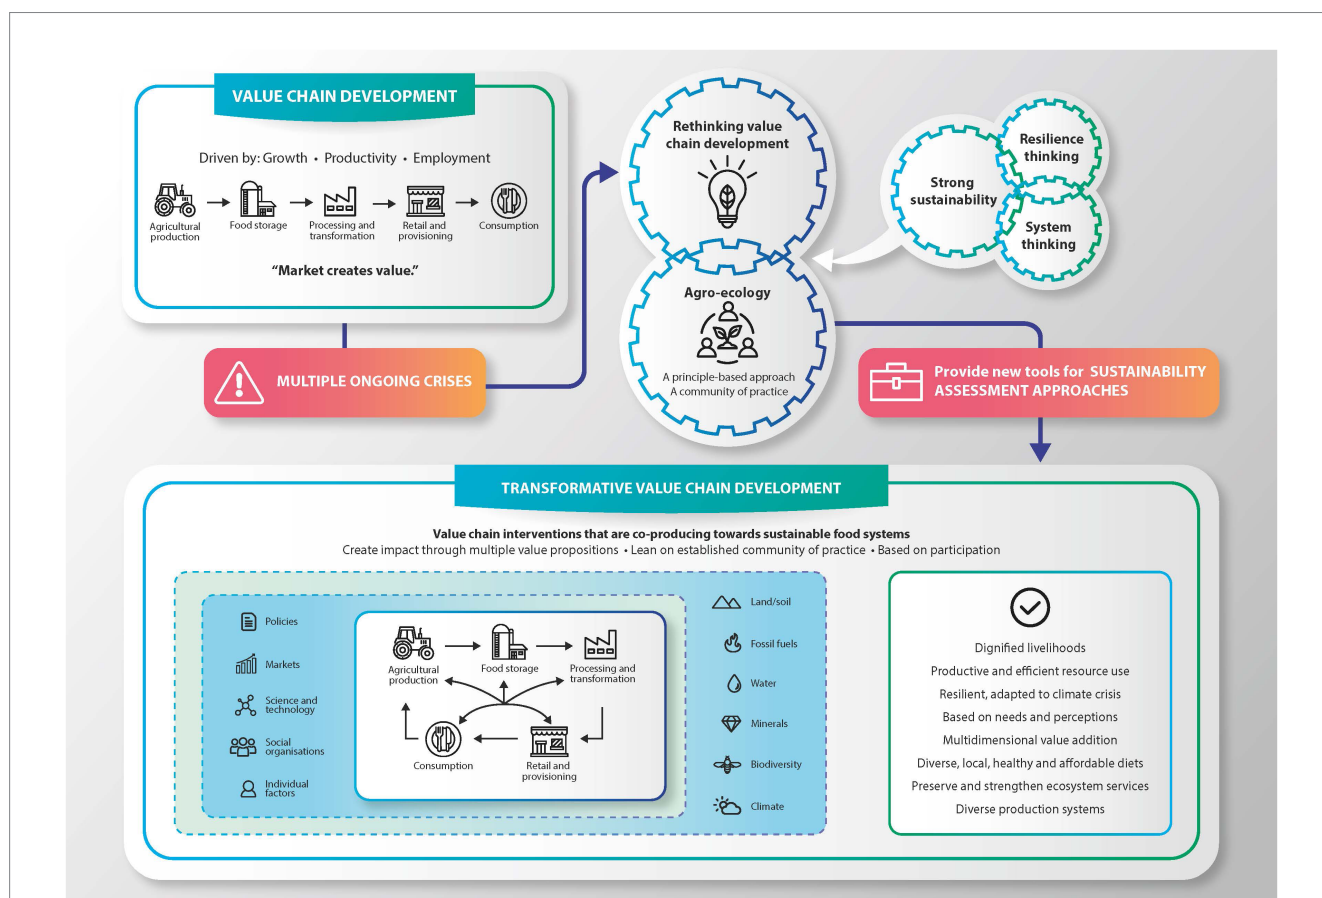 VALUE CHAIN DEVELOPMENT
Driven by: Growth • Productivity • Employment
Agricultural
production
Food storage
Processing and
transformation
Retail and
provisioning
Consumption
“Market creates value.”
MULTIPLE ONGOING CRISES
Rethinking value
chain development
Agro-ecology
A principle-based approach
A community of practice
Strong
sustainability
Resilience
thinking
System
thinking
Provide new tools for SUSTAINABILITY
ASSESSMENT APPROACHES
TRANSFORMATIVE VALUE CHAIN DEVELOPMENT
Value chain interventions that are co-producing towards sustainable food systems
Create impact through multiple value propositions • Lean on established community of practice • Based on participation
Policies
Markets
Science and
technology
Social
organisations
Individual
factors
Agricultural
production
Food storage
Processing and
transformation
Consumption
Retail and
provisioning
Land/soil
Fossil fuels
Water
Minerals
Biodiversity
Climate
Dignified livelihoods
Productive and efficient resource use
Resilient, adapted to climate crisis
Based on needs and perceptions
Multidimensional value addition
Diverse, local, healthy and affordable diets
Preserve and strengthen ecosystem services
Diverse production systems